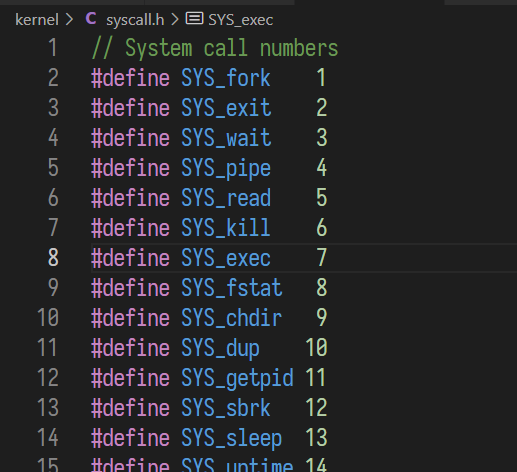 kernel > C syscall.h > SYS_exec
1 // System call numbers
2 #define SYS_fork 1
3 #define SYS_exit 2
4 #define SYS_wait 3
5 #define SYS_pipe 4
6 #define SYS_read 5
7 #define SYS_kill 6
8 #define SYS_exec 7
9 #define SYS_fstat 8
10 #define SYS_chdir 9
11 #define SYS_dup 10
12 #define SYS_getpid 11
13 #define SYS_sbrk 12
14 #define SYS_sleep 13
15 #define SYS_uptime 14